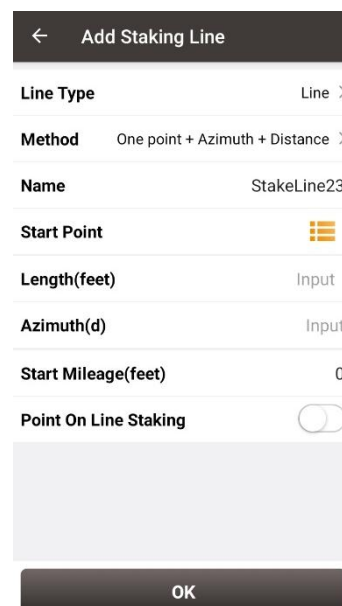 Add Staking Line
Line Type Line
Method One point + Azimuth + Distance
Name StakeLine23
Start Point
Length(feet) Input
Azimuth(d) Input
Start Mileage(feet) 0
Point On Line Staking
OK